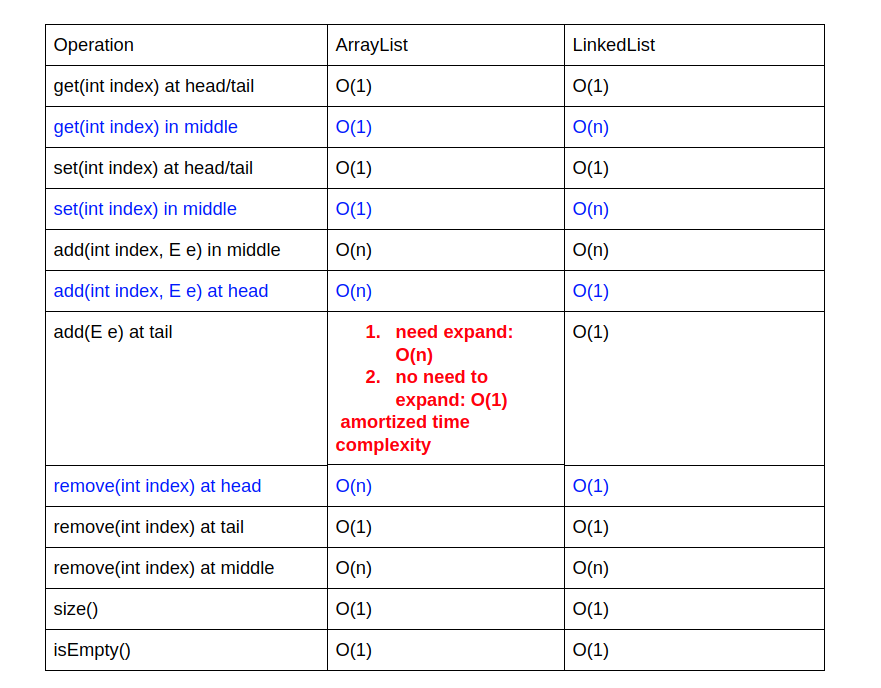 Operation ArrayList LinkedList
get(int index) at head/tail O(1) O(1)
get(int index) in middle O(1) O(n)
set(int index) at head/tail O(1) O(1)
set(int index) in middle O(1) O(n)
add(int index, E e) in middle O(n) O(n)
add(int index, E e) at head O(n) O(1)
add(E e) at tail 1. need expand: O(1)
O(n)
2. no need to
expand: O(1)
amortized time
complexity
remove(int index) at head O(n) O(1)
remove(int index) at tail O(1) O(1)
remove(int index) at middle O(n) O(n)
size() O(1) O(1)
isEmpty() O(1) O(1)